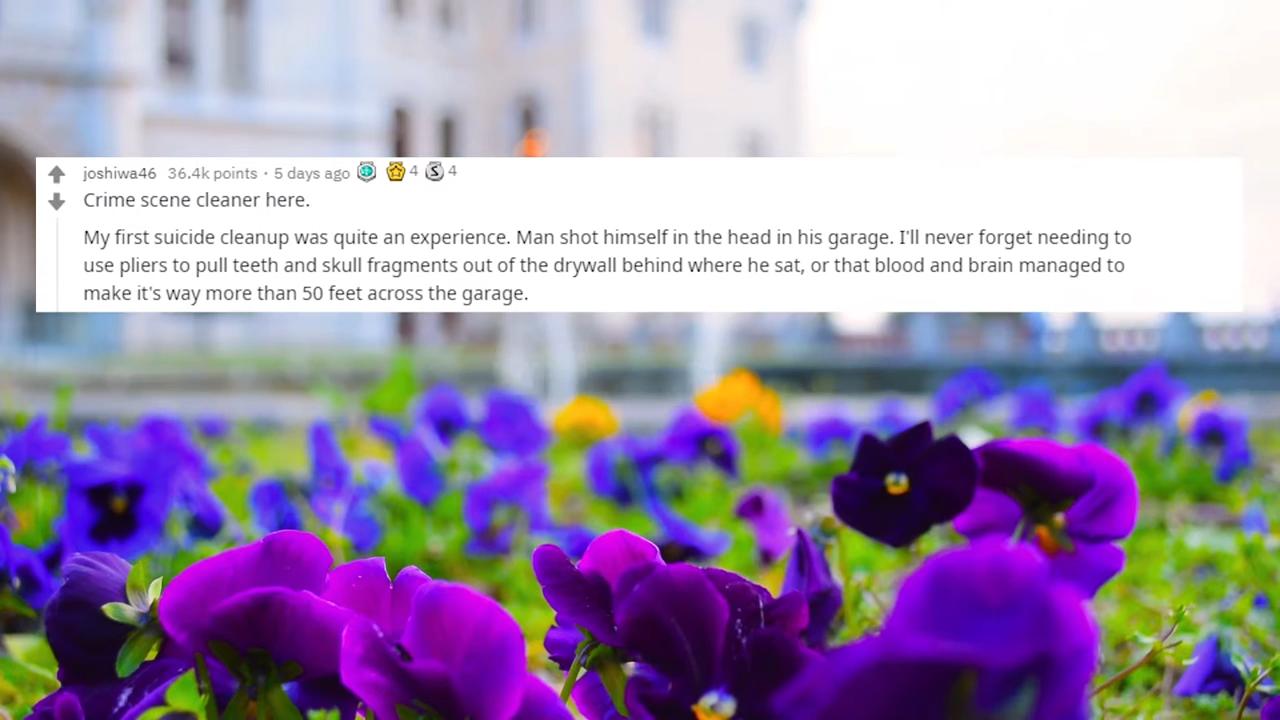 joshiwa46 36.4k points · 5 days ago 4 4
Crime scene cleaner here.
My first suicide cleanup was quite an experience. Man shot himself in the head in his garage. I'll never forget needing to
use pliers to pull teeth and skull fragments out of the drywall behind where he sat, or that blood and brain managed to
make it's way more than 50 feet across the garage.